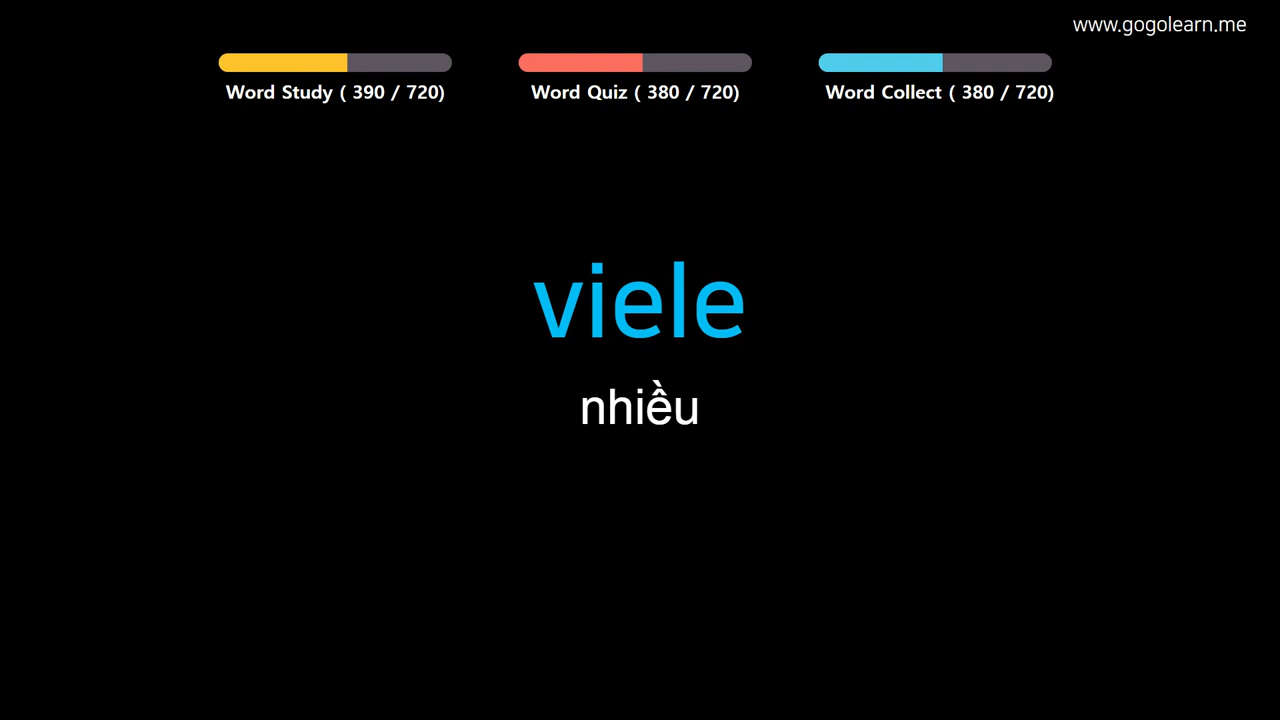 www.gogolearn.me
Word Study ( 390 / 720)
Word Quiz ( 380 / 720)
Word Collect ( 380 / 720)
viele
nhiều